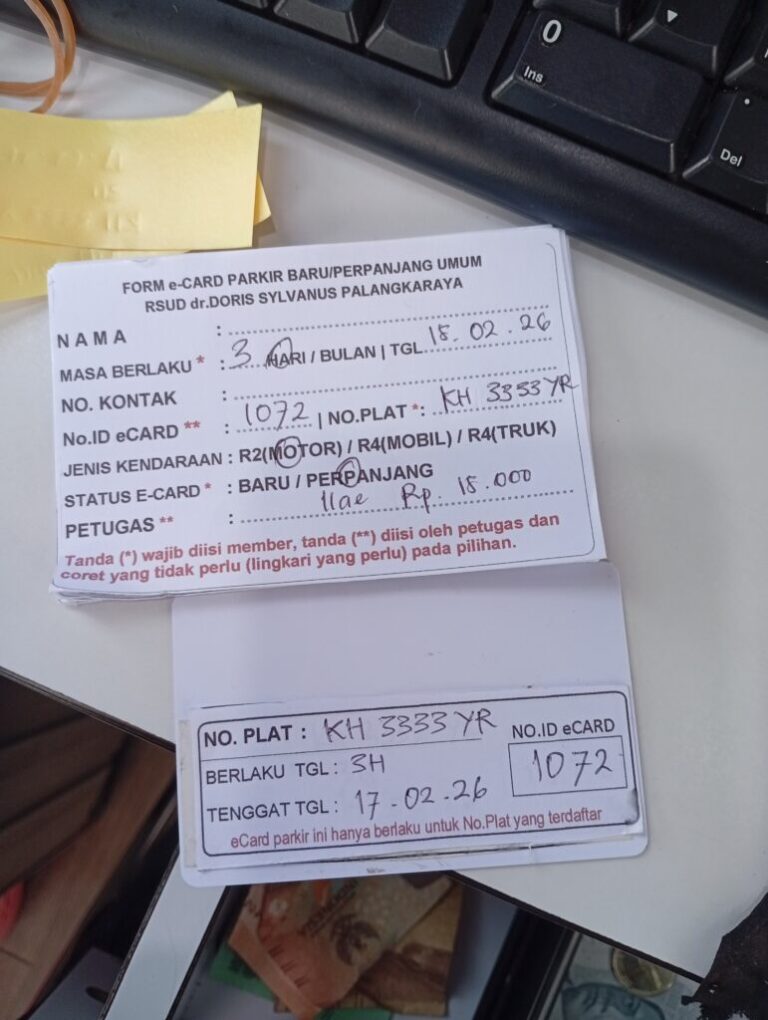 0
Ins
Del
FORM e-CARD PARKIR BARU/PERPANJANG UMUM
RSUD dr.DORIS SYLVANUS PALANGKARAYA
N A M A :
MASA BERLAKU * : 3 HARI / BULAN | TGL 15.02.26
NO. KONTAK :
No.ID eCARD ** : 1072 | NO.PLAT *: KH 3353 YR
JENIS KENDARAAN : R2(MOTOR) / R4(MOBIL) / R4(TRUK)
STATUS E-CARD * : BARU / PERPANJANG
PETUGAS ** : Ilae Rp. 15.000
Tanda (*) wajib diisi member, tanda (**) diisi oleh petugas dan
coret yang tidak perlu (lingkari yang perlu) pada pilihan.
NO. PLAT : KH 3333 YR
NO.ID eCARD
BERLAKU TGL : 3H
1072
TENGGAT TGL : 17-02-26
eCard parkir ini hanya berlaku untuk No.Plat yang terdaftar